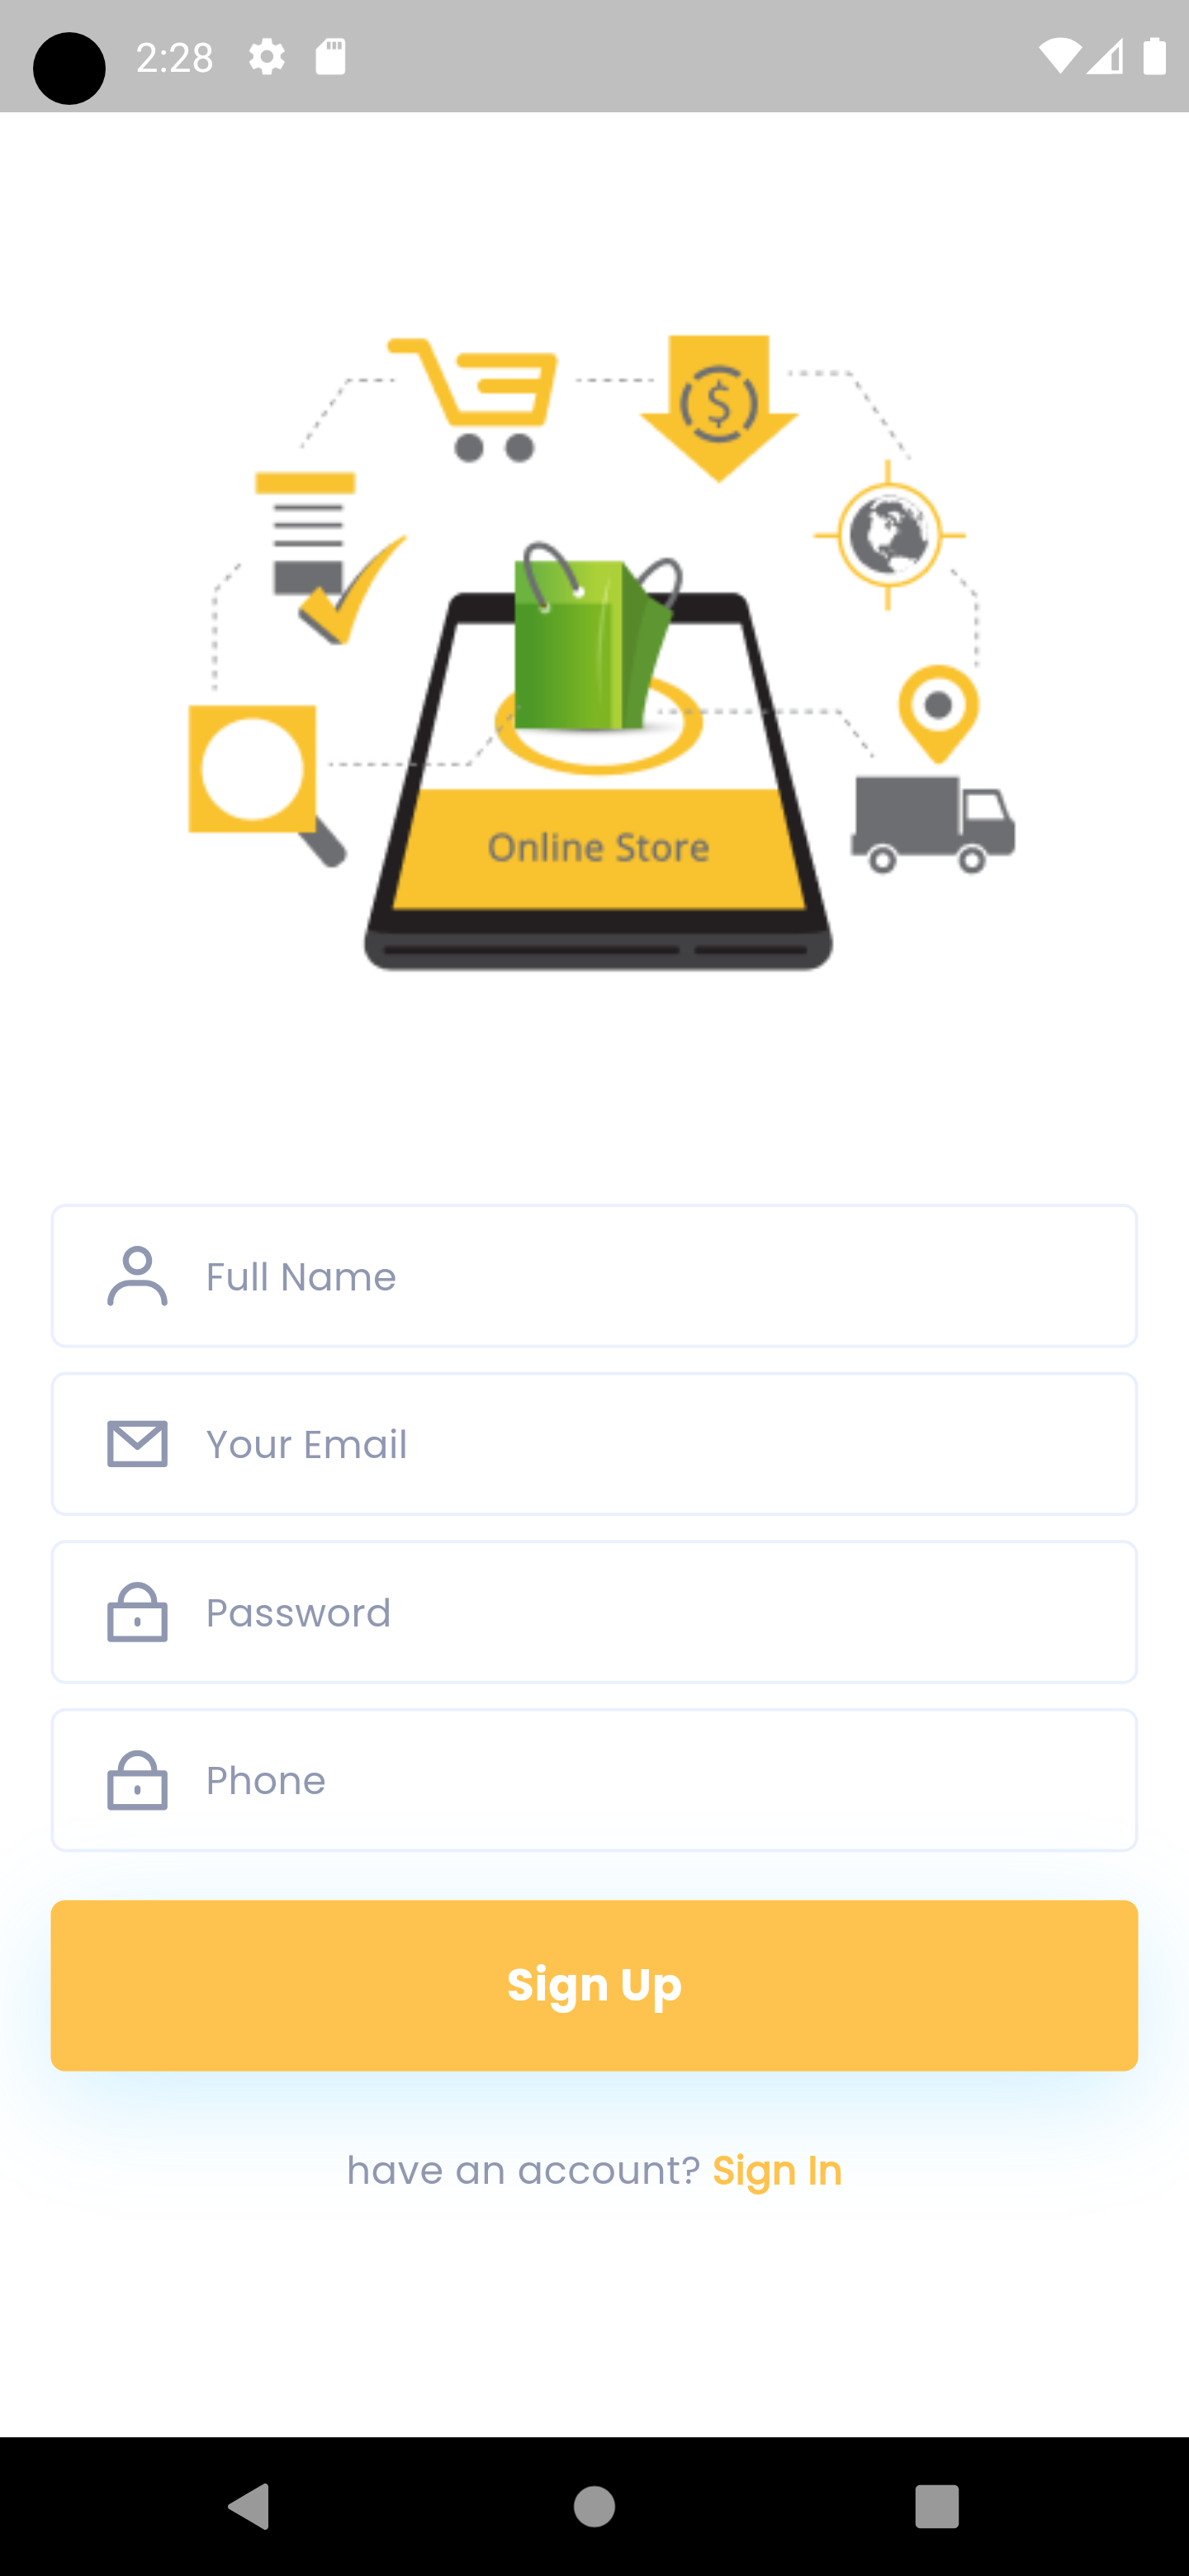 2:28
$
Online Store
Full Name
Your Email
Password
Phone
Sign Up
have an account? Sign In